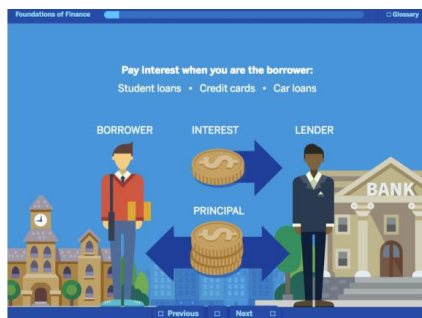 Foundations of Finance
Glossary
Pay interest when you are the borrower:
Student loans • Credit cards • Car loans
BORROWER
INTEREST
LENDER
BANK
PRINCIPAL
Previous
Next